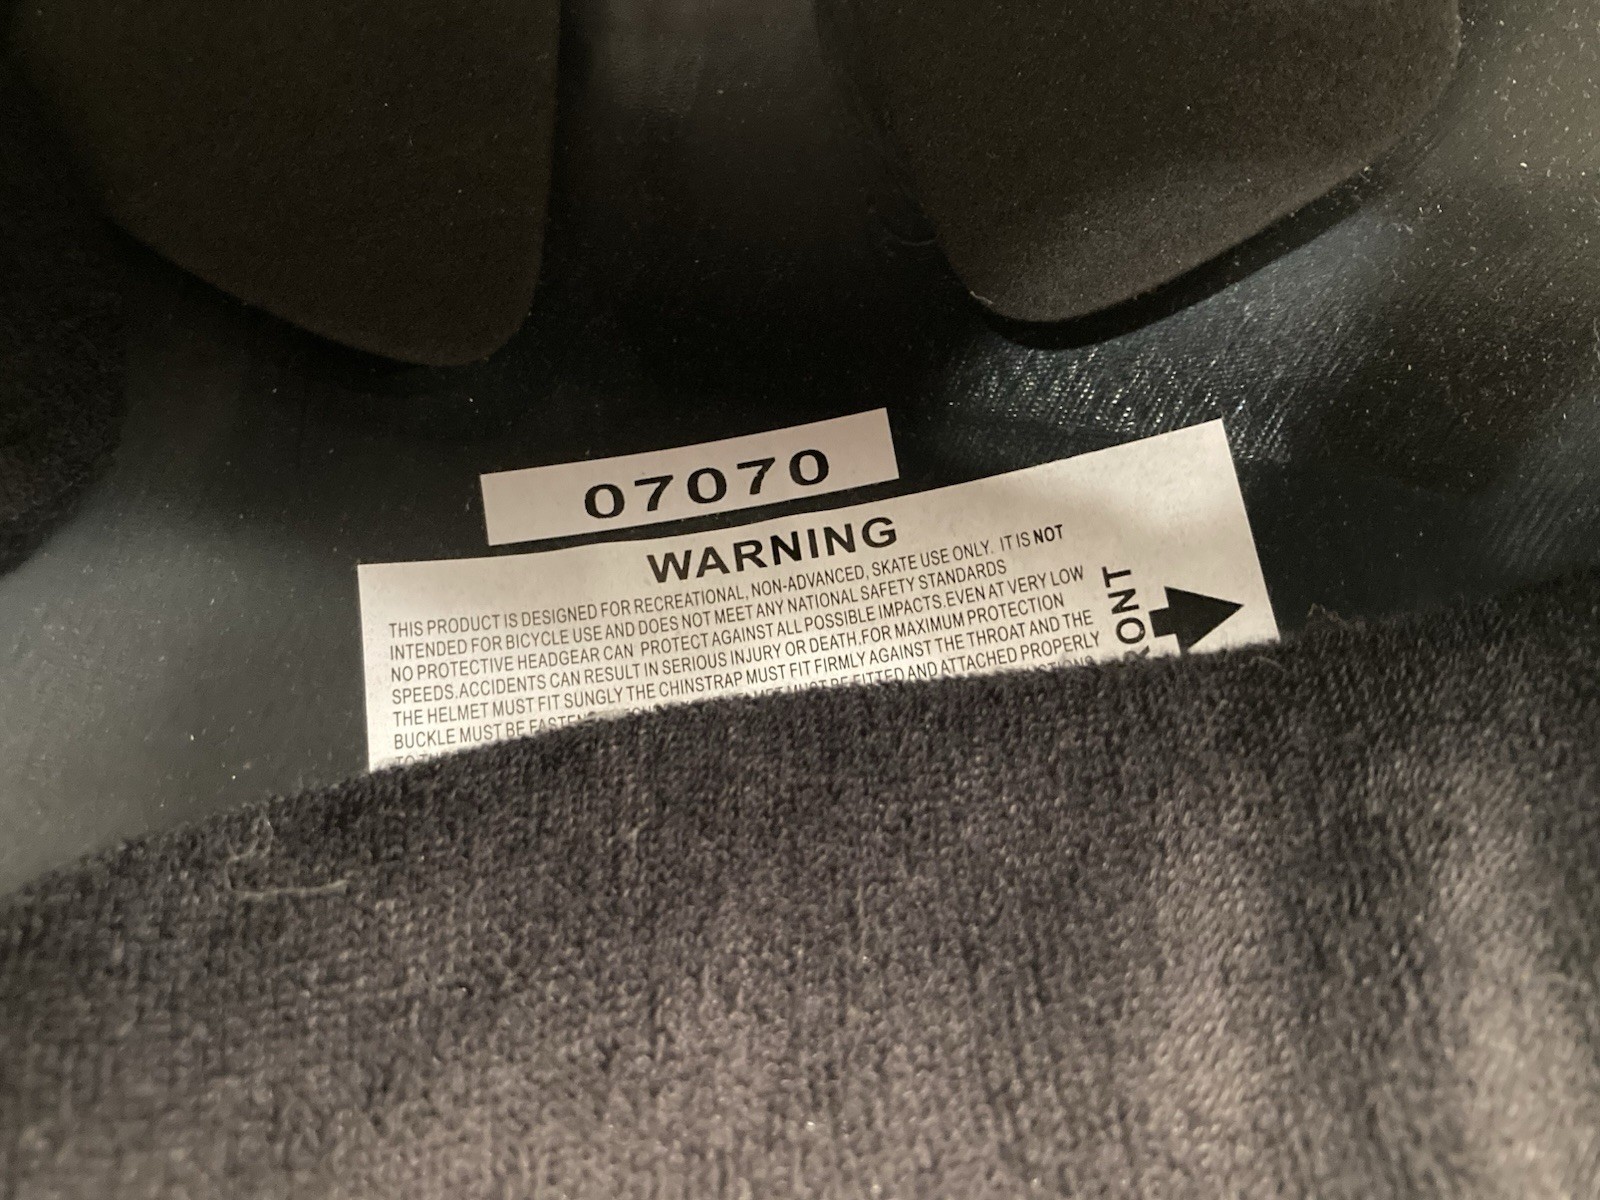 07070
WARNING
THIS PRODUCT IS DESIGNED FOR RECREATIONAL, NON-ADVANCED, SKATE USE ONLY. IT IS NOT
INTENDED FOR BICYCLE USE AND DOES NOT MEET ANY NATIONAL SAFETY STANDARDS
NO PROTECTIVE HEADGEAR CAN PROTECT AGAINST ALL POSSIBLE IMPACTS.EVEN AT VERY LOW
SPEEDS.ACCIDENTS CAN RESULT IN SERIOUS INJURY OR DEATH.FOR MAXIMUM PROTECTION
THE HELMET MUST FIT SUNGLY THE CHINSTRAP MUST FIT FIRMLY AGAINST THE THROAT AND THE
BUCKLE MUST BE MUST BE FITTED AND ATTACHED PROPERLY
RONT